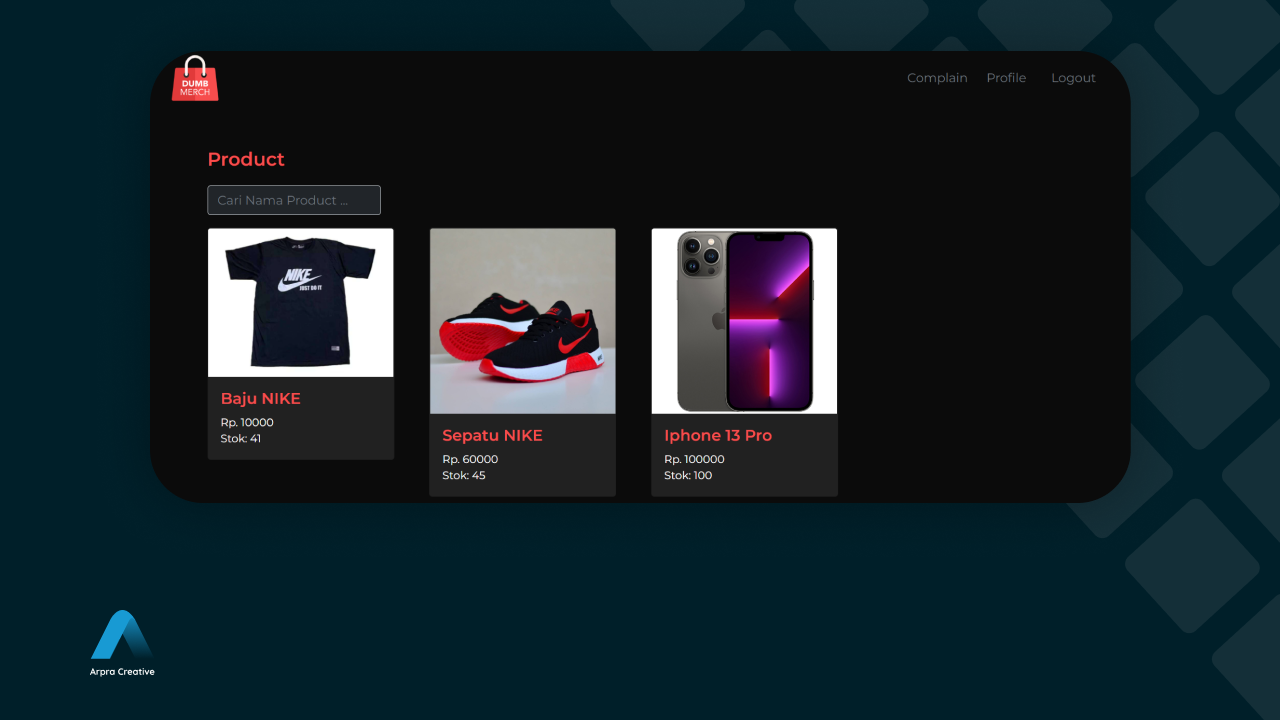 DUMB
MERCH
Complain Profile Logout
Product
Cari Nama Product ...
NIKE
JUST DO IT
Baju NIKE
Rp. 10000
Stok: 41
Sepatu NIKE
Rp. 60000
Stok: 45
Iphone 13 Pro
Rp. 100000
Stok: 100
Arpra Creative